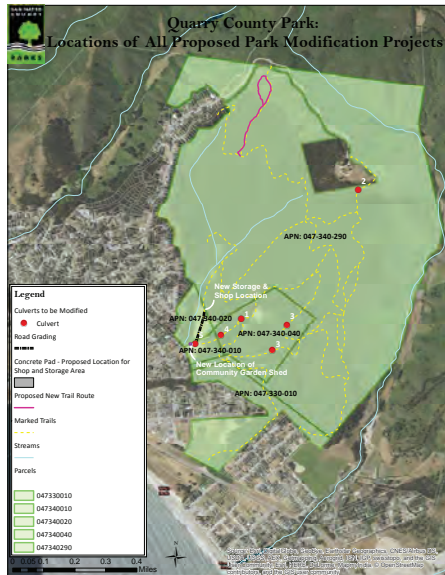 SAN MATEO
COUNTY
PARKS
Quarry County Park:
Locations of All Proposed Park Modification Projects
2
APN: 047-340-290
New Storage &
Shop Location
APN: 047-340-020
1
3
4
APN: 047-340-040
APN: 047-340-010
3
New Location of
Community Garden Shed
APN: 047-330-010
Legend
Culverts to be Modified
Culvert
Road Grading
Concrete Pad - Proposed Location for
Shop and Storage Area
Proposed New Trail Route
Marked Trails
Streams
Parcels
047330010
047340010
047340020
047340040
047340290
0 0.05 0.1 0.2 0.3 0.4
Miles